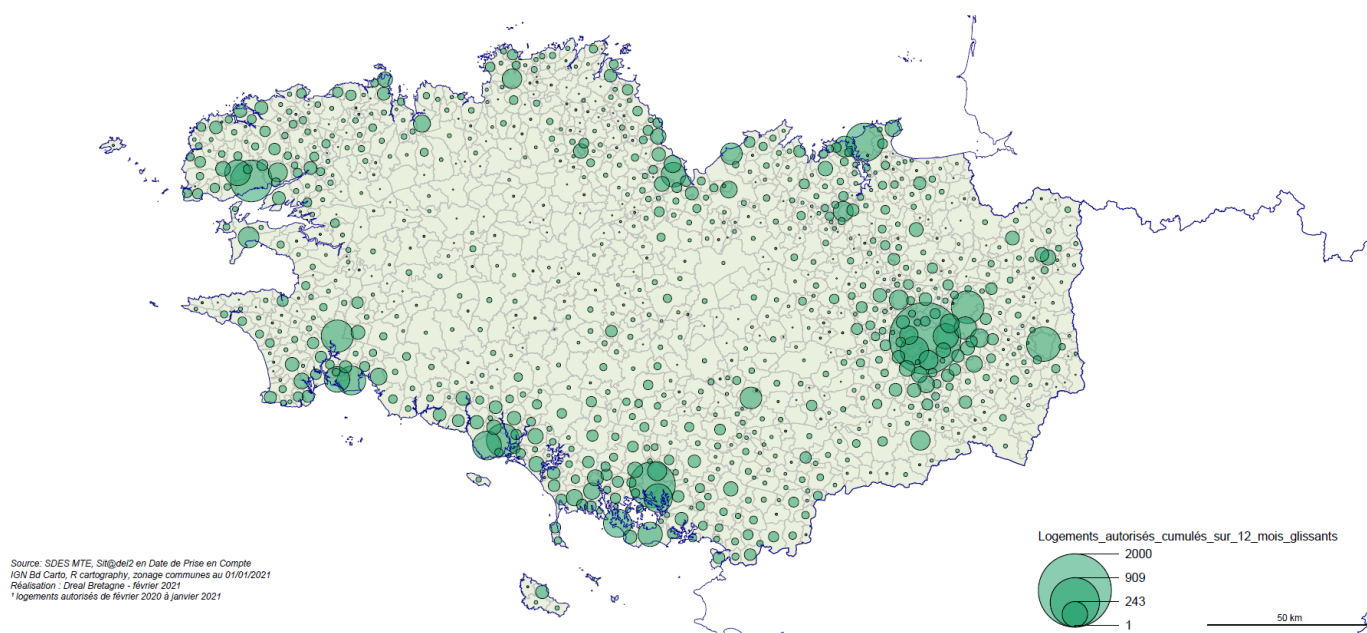 Source: SDES MTE, Sit@del2 en Date de Prise en Compte
IGN Bd Carto, R cartography, zonage communes au 01/01/2021
Réalisation : Dreal Bretagne - février 2021
¹ logements autorisés de février 2020 à janvier 2021
Logements_autorisés_cumulés_sur_12_mois_glissants
2000
909
243
1
50 km